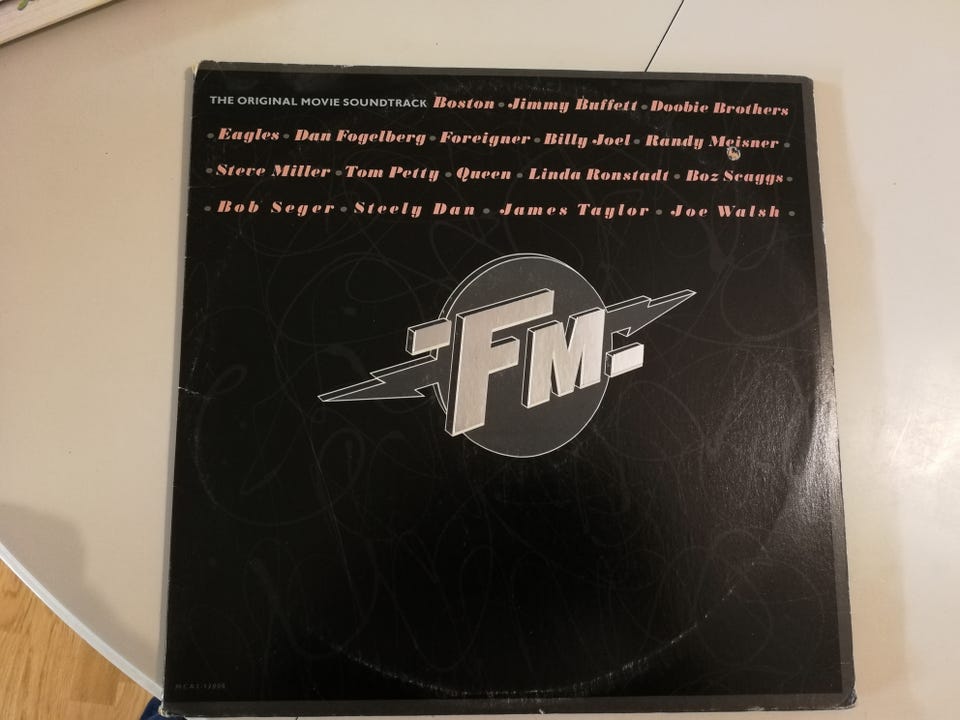 THE ORIGINAL MOVIE SOUNDTRACK Boston • Jimmy Buffett • Doobie Brothers
• Eagles • Dan Fogelberg • Foreigner • Billy Joel • Randy Meisner •
• Steve Miller • Tom Petty • Queen • Linda Ronstadt • Boz Scaggs •
• Bob Seger • Steely Dan • James Taylor • Joe Walsh •
FM